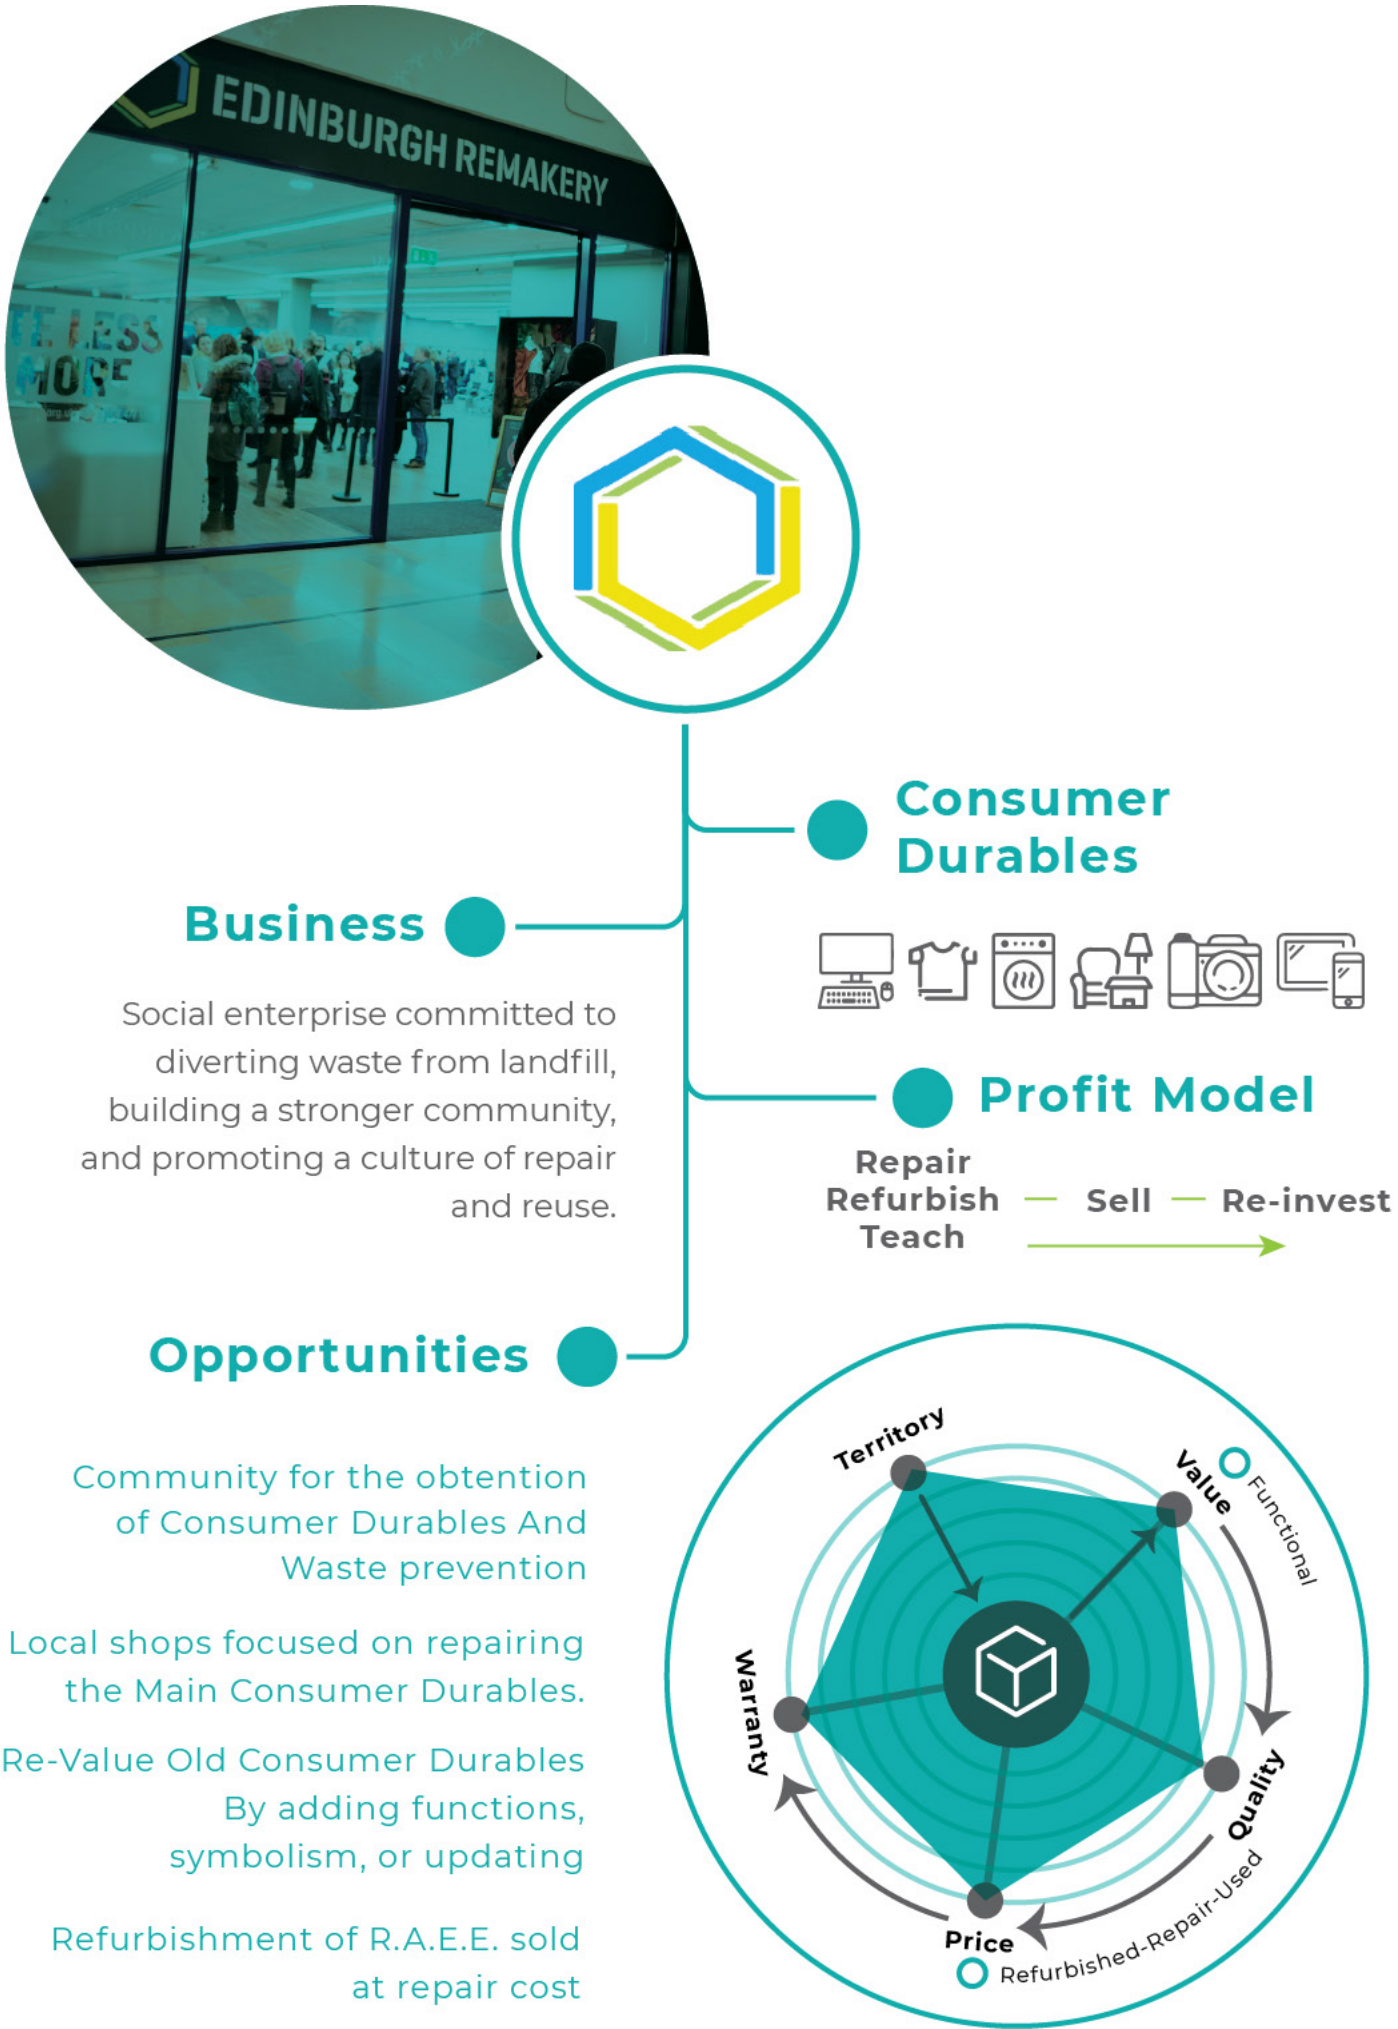 EDINBURGH REMAKERY
TE LESS
MORE
Consumer
Durables
Business
Social enterprise committed to
diverting waste from landfill,
building a stronger community,
and promoting a culture of repair
and reuse.
Profit Model
Repair
Refurbish — Sell — Re-invest
Teach
Opportunities
Community for the obtention
of Consumer Durables And
Waste prevention
Local shops focused on repairing
the Main Consumer Durables.
Re-Value Old Consumer Durables
By adding functions,
symbolism, or updating
Refurbishment of R.A.E.E. sold
at repair cost
Territory
Value
Functional
Warranty
Quality
Price
Refurbished-Repair-Used